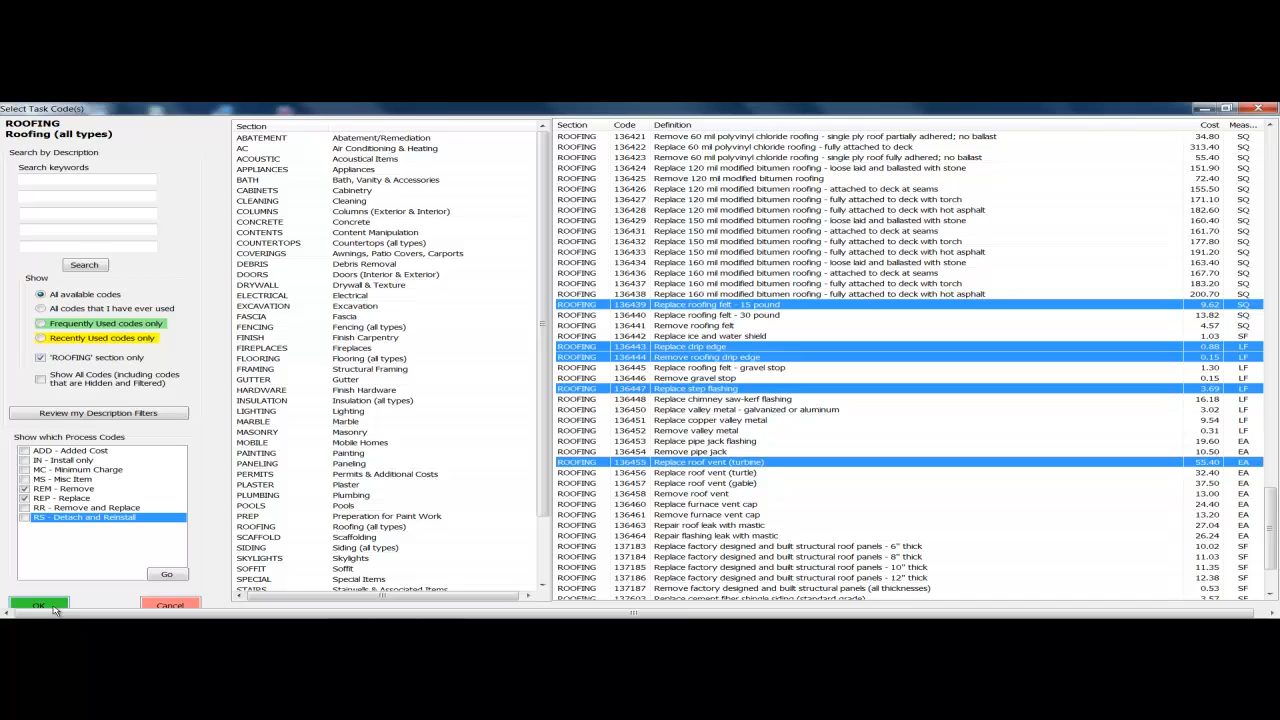 Select Task Code(s)
ROOFING
Roofing (all types)
Search by Description
Search keywords
Search
Show
All available codes
All codes that I have ever used
Frequently Used codes only
Recently Used codes only
'ROOFING' section only
Show All Codes (including codes
that are Hidden and Filtered)
Review my Description Filters
Show which Process Codes
ADD - Added Cost
IN - Install only
MC - Minimum Charge
MS - Misc Item
REM - Remove
REP - Replace
RR - Remove and Replace
RS - Detach and Reinstall
Go
OK
Cancel
Section
ABATEMENT Abatement/Remediation
AC Air Conditioning & Heating
ACOUSTIC Acoustical Items
APPLIANCES Appliances
BATH Bath, Vanity & Accessories
CABINETS Cabinetry
CLEANING Cleaning
COLUMNS Columns (Exterior & Interior)
CONCRETE Concrete
CONTENTS Content Manipulation
COUNTERTOPS Countertops (all types)
COVERINGS Awnings, Patio Covers, Carports
DEBRIS Debris Removal
DOORS Doors (Interior & Exterior)
DRYWALL Drywall & Texture
ELECTRICAL Electrical
EXCAVATION Excavation
FASCIA Fascia
FENCING Fencing (all types)
FINISH Finish Carpentry
FIREPLACES Fireplaces
FLOORING Flooring (all types)
FRAMING Structural Framing
GUTTER Gutter
HARDWARE Finish Hardware
INSULATION Insulation (all types)
LIGHTING Lighting
MARBLE Marble
MASONRY Masonry
MOBILE Mobile Homes
PAINTING Painting
PANELING Paneling
PERMITS Permits & Additional Costs
PLASTER Plaster
PLUMBING Plumbing
POOLS Pools
PREP Preparation for Paint Work
ROOFING Roofing (all types)
SCAFFOLD Scaffolding
SIDING Siding (all types)
SKYLIGHTS Skylights
SOFFIT Soffit
SPECIAL Special Items
STAIRS Stairwells & Associated Items
Section Code Definition Cost Meas...
ROOFING 136421 Remove 60 mil polyvinyl chloride roofing - single ply roof partially adhered; no ballast 34.80 SQ
ROOFING 136422 Replace 60 mil polyvinyl chloride roofing - fully attached to deck 313.40 SQ
ROOFING 136423 Remove 60 mil polyvinyl chloride roofing - single ply roof fully adhered; no ballast 55.40 SQ
ROOFING 136424 Replace 120 mil modified bitumen roofing - loose laid and ballasted with stone 151.90 SQ
ROOFING 136425 Remove 120 mil modified bitumen roofing 72.40 SQ
ROOFING 136426 Replace 120 mil modified bitumen roofing - attached to deck at seams 155.50 SQ
ROOFING 136427 Replace 120 mil modified bitumen roofing - fully attached to deck with torch 171.10 SQ
ROOFING 136428 Replace 120 mil modified bitumen roofing - fully attached to deck with hot asphalt 182.60 SQ
ROOFING 136429 Replace 150 mil modified bitumen roofing - loose laid and ballasted with stone 160.40 SQ
ROOFING 136431 Replace 150 mil modified bitumen roofing - attached to deck at seams 161.70 SQ
ROOFING 136432 Replace 150 mil modified bitumen roofing - fully attached to deck with torch 177.80 SQ
ROOFING 136433 Replace 150 mil modified bitumen roofing - fully attached to deck with hot asphalt 191.20 SQ
ROOFING 136434 Replace 160 mil modified bitumen roofing - loose laid and ballasted with stone 163.40 SQ
ROOFING 136436 Replace 160 mil modified bitumen roofing - attached to deck at seams 167.70 SQ
ROOFING 136437 Replace 160 mil modified bitumen roofing - fully attached to deck with torch 183.20 SQ
ROOFING 136438 Replace 160 mil modified bitumen roofing - fully attached to deck with hot asphalt 200.70 SQ
ROOFING 136439 Replace roofing felt - 15 pound 9.62 SQ
ROOFING 136440 Replace roofing felt - 30 pound 13.82 SQ
ROOFING 136441 Remove roofing felt 4.57 SQ
ROOFING 136442 Replace ice and water shield 1.03 SF
ROOFING 136443 Replace drip edge 0.88 LF
ROOFING 136444 Remove roofing drip edge 0.15 LF
ROOFING 136445 Replace roofing felt - gravel stop 1.30 LF
ROOFING 136446 Remove gravel stop 0.15 LF
ROOFING 136447 Replace step flashing 3.69 LF
ROOFING 136448 Replace chimney saw-kerf flashing 16.18 LF
ROOFING 136450 Replace valley metal - galvanized or aluminum 3.02 LF
ROOFING 136451 Replace copper valley metal 9.54 LF
ROOFING 136452 Remove valley metal 0.31 LF
ROOFING 136453 Replace pipe jack flashing 19.60 EA
ROOFING 136454 Remove pipe jack 10.50 EA
ROOFING 136455 Replace roof vent (turbine) 55.40 EA
ROOFING 136456 Replace roof vent (turtle) 32.40 EA
ROOFING 136457 Replace roof vent (gable) 37.50 EA
ROOFING 136458 Remove roof vent 13.00 EA
ROOFING 136460 Replace furnace vent cap 24.00 EA
ROOFING 136461 Remove furnace vent cap 13.20 EA
ROOFING 136463 Repair roof leak with mastic 27.04 EA
ROOFING 136464 Repair flashing leak with mastic 26.24 EA
ROOFING 137183 Replace factory designed and built structural roof panels - 6" thick 10.02 SF
ROOFING 137184 Replace factory designed and built structural roof panels - 8" thick 11.03 SF
ROOFING 137185 Replace factory designed and built structural roof panels - 10" thick 11.35 SF
ROOFING 137186 Replace factory designed and built structural roof panels - 12" thick 12.38 SF
ROOFING 137187 Remove factory designed and built structural roof panels (all thicknesses) 0.53 SF
ROOFING 137603 Replace cement fiber shingle siding (standard grade) 3.57 SF